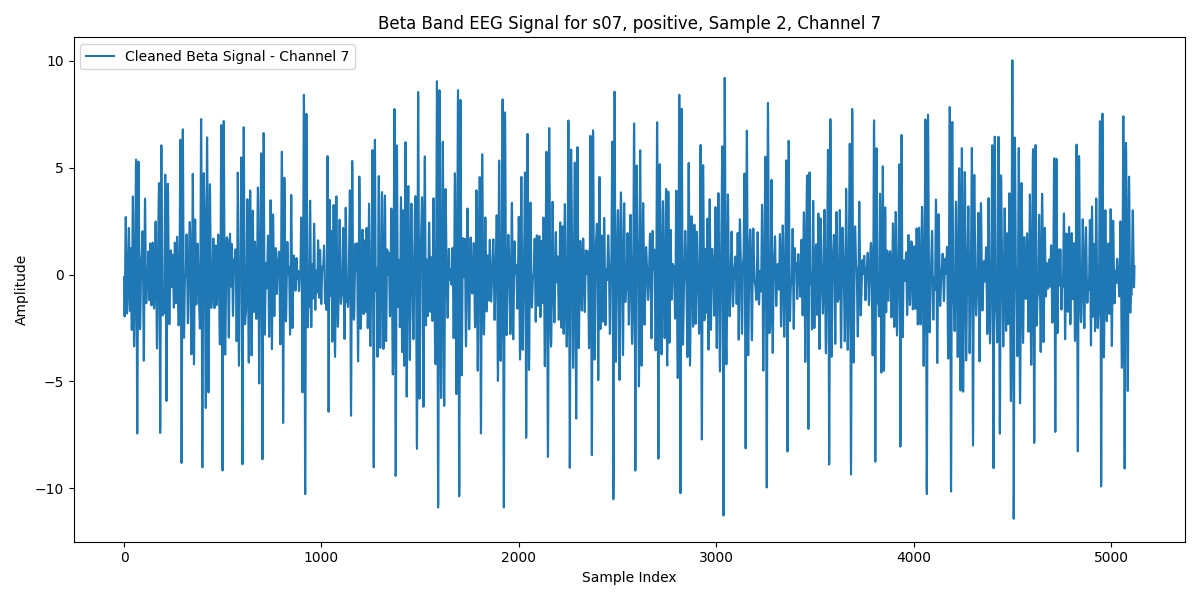 Beta Band EEG Signal for s07, positive, Sample 2, Channel 7
Cleaned Beta Signal - Channel 7
10
5
0
−5
−10
Amplitude
0 1000 2000 3000 4000 5000
Sample Index